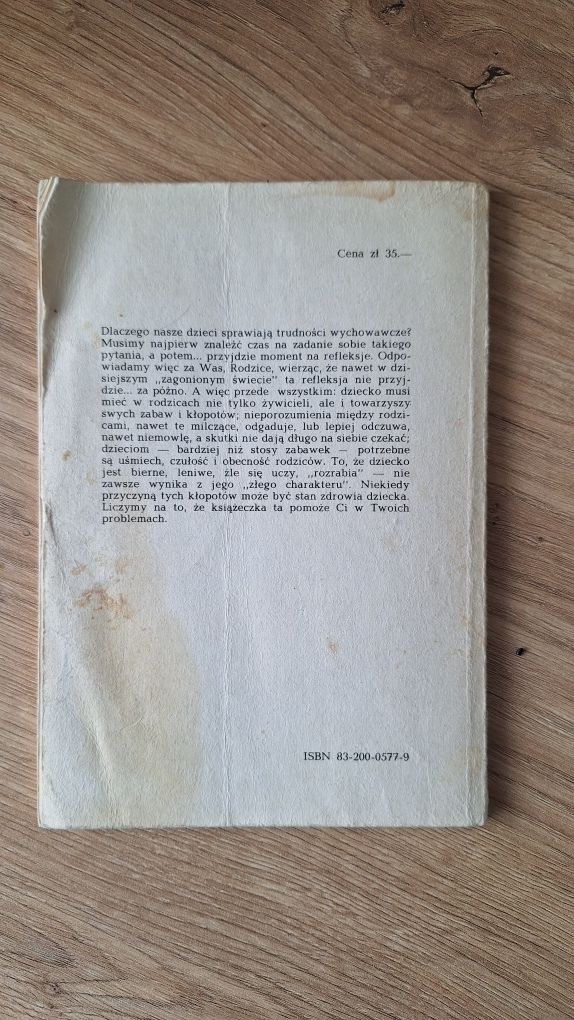 Cena zł 35.—
Dlaczego nasze dzieci sprawiają trudności wychowawcze?
Musimy najpierw znaleźć czas na zadanie sobie takiego
pytania, a potem... przyjdzie moment na refleksje. Odpo-
wiadamy więc za Was, Rodzice, wierząc, że nawet w dzi-
siejszym „zagonionym świecie" ta refleksja nie przyj-
dzie... za późno. A więc przede wszystkim: dziecko musi
mieć w rodzicach nie tylko żywicieli, ale i towarzyszy
swych zabaw i kłopotów; nieporozumienia między rodzi-
cami, nawet te milczące, odgaduje, lub lepiej odczuwa,
nawet niemowlę, a skutki nie dają długo na siebie czekać;
dzieciom — bardziej niż stosy zabawek — potrzebne
są uśmiech, czułość i obecność rodziców. To, że dziecko
jest bierne, leniwe, źle się uczy, „rozrabia" — nie
zawsze wynika z jego „złego charakteru". Niekiedy
przyczyną tych kłopotów może być stan zdrowia dziecka.
Liczymy na to, że książeczka ta pomoże Ci w Twoich
problemach.
ISBN 83-200-0577-9